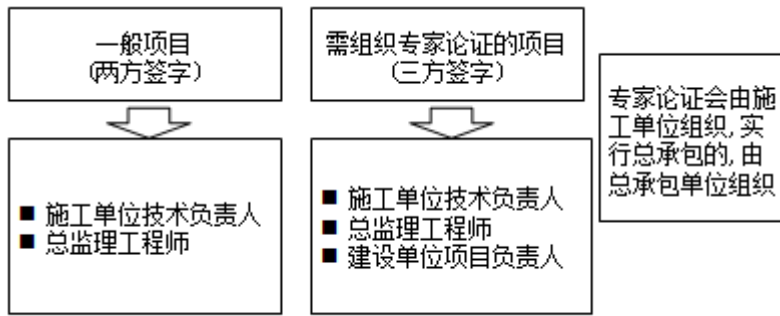 一般项目
(两方签字)
需组织专家论证的项目
(三方签字)
■ 施工单位技术负责人
■ 总监理工程师
■ 施工单位技术负责人
■ 总监理工程师
■ 建设单位项目负责人
专家论证会由施
工单位组织,实
行总承包的,由
总承包单位组织